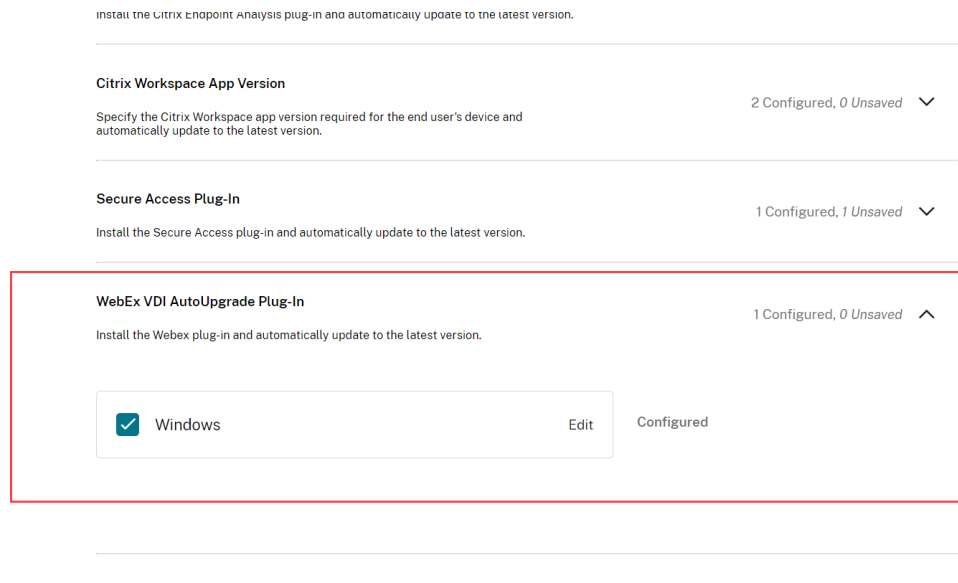 Install the Citrix Endpoint Analysis plug-in and automatically update to the latest version.
Citrix Workspace App Version
2 Configured, 0 Unsaved
Specify the Citrix Workspace app version required for the end user's device and
automatically update to the latest version.
Secure Access Plug-In
1 Configured, 1 Unsaved
Install the Secure Access plug-in and automatically update to the latest version.
WebEx VDI AutoUpgrade Plug-In
1 Configured, 0 Unsaved
Install the Webex plug-in and automatically update to the latest version.
Windows
Edit
Configured